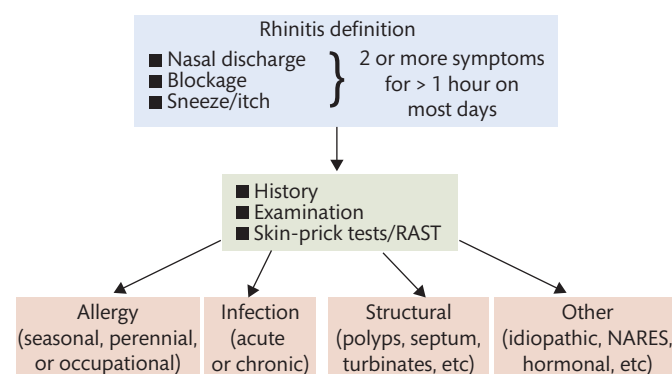 Rhinitis definition
■ Nasal discharge
■ Blockage
■ Sneeze/itch
}
2 or more symptoms
for > 1 hour on
most days
■ History
■ Examination
■ Skin-prick tests/RAST
Allergy
(seasonal, perennial,
or occupational)
Infection
(acute
or chronic)
Structural
(polyps, septum,
turbinates, etc)
Other
(idiopathic, NARES,
hormonal, etc)